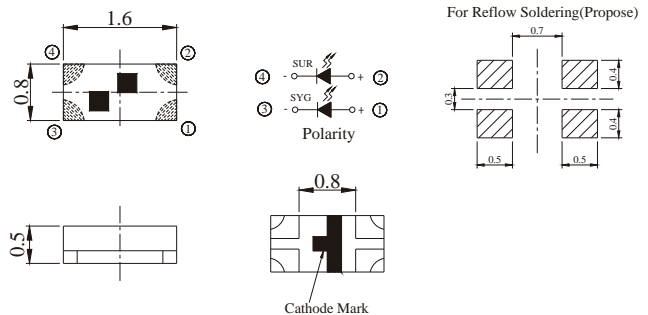 For Reflow Soldering(Propose)
1.6
0.7
④
②
0.8
SUR
④ - + ②
0.4
0.3
SYG
③ - + ①
0.4
③
①
Polarity
0.5
0.5
0.8
0.5
Cathode Mark